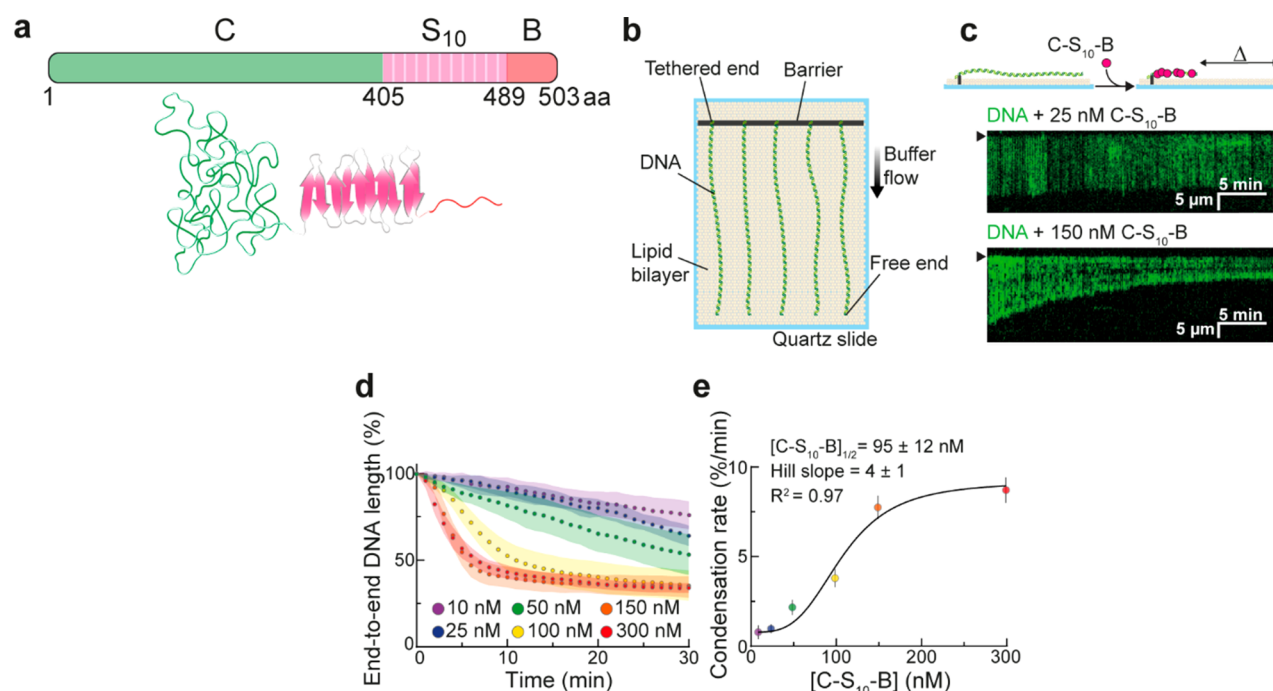 a
C S₁₀ B
1 405 489 503 aa
b
Tethered end Barrier
DNA
Buffer
flow
Lipid
bilayer
Free end
Quartz slide
c
C-S₁₀-B
Δ
DNA + 25 nM C-S₁₀-B
5 min
5 μm
DNA + 150 nM C-S₁₀-B
5 min
5 μm
d
End-to-end DNA length (%)
100
50
0
10 nM 50 nM 150 nM
25 nM 100 nM 300 nM
0 10 20 30
Time (min)
e
Condensation rate (%/min)
[C-S₁₀-B]₁/₂ = 95 ± 12 nM
Hill slope = 4 ± 1
R² = 0.97
10
5
0
0 100 200 300
[C-S₁₀-B] (nM)